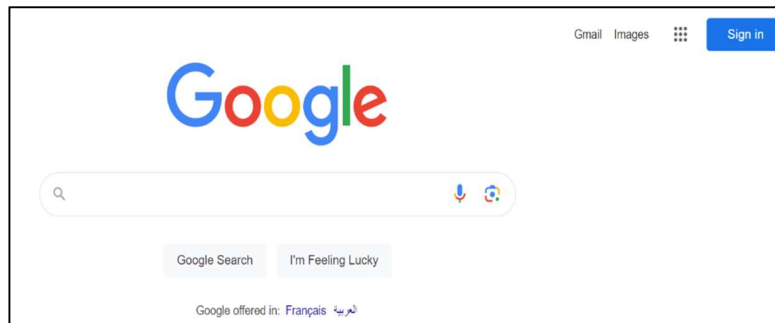 Gmail Images Sign in
Google
Google Search I'm Feeling Lucky
Google offered in: Français العربية